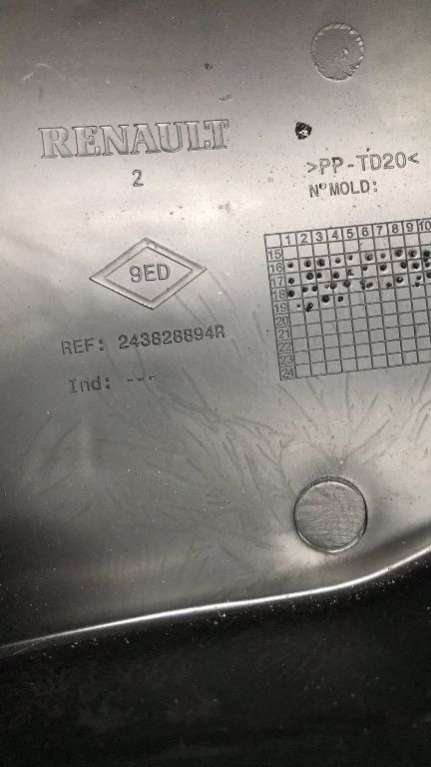 RENAULT
2
>PP-TD20<
N° MOLD:
9ED
REF: 243828894R
Ind: ---
1 2 3 4 5 6 7 8 9 10
15
16
17
18
19
20
21
22
23
24